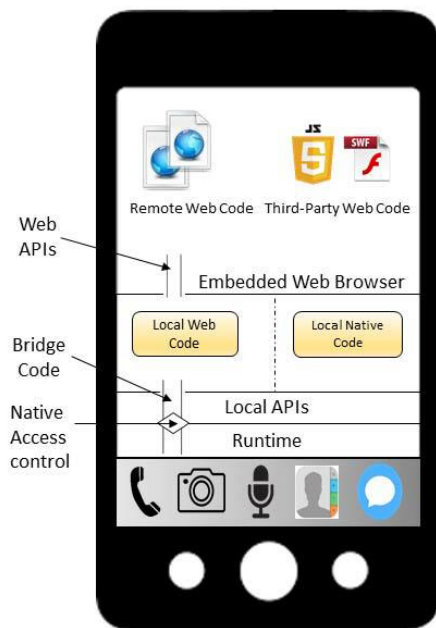 JS
SWF
Remote Web Code
Third-Party Web Code
Web
APIs
Embedded Web Browser
Local Web
Code
Local Native
Code
Bridge
Code
Local APIs
Native
Access
control
Runtime